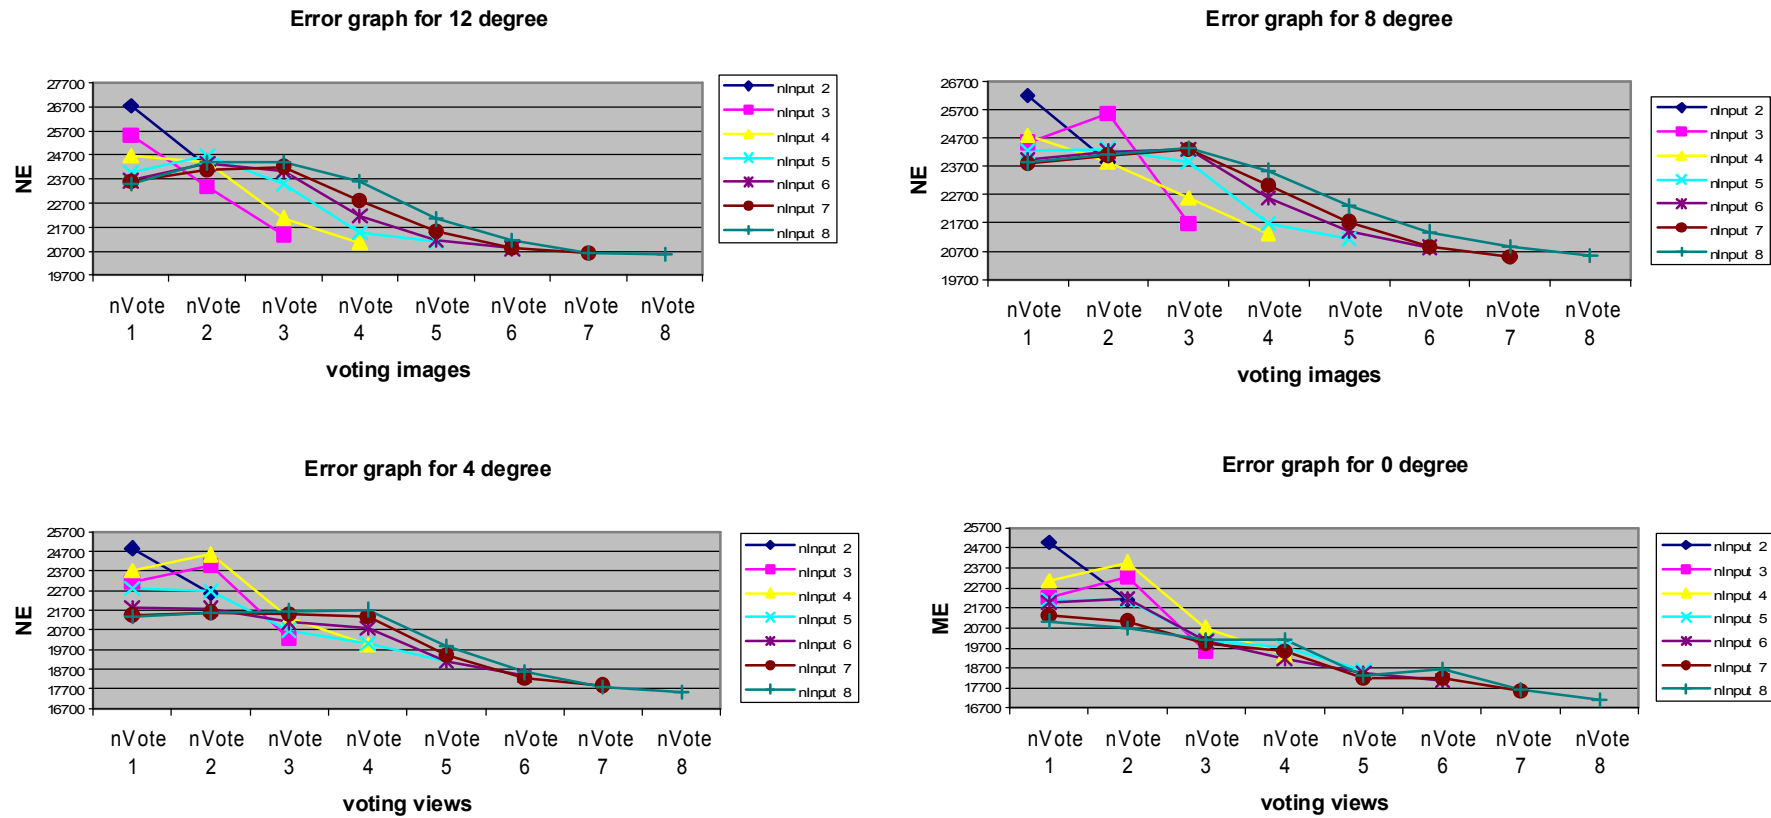 Error graph for 12 degree
27700
26700
25700
24700
23700
22700
21700
20700
19700
NE
nVote 1
nVote 2
nVote 3
nVote 4
nVote 5
nVote 6
nVote 7
nVote 8
voting images
nInput 2
nInput 3
nInput 4
nInput 5
nInput 6
nInput 7
nInput 8
Error graph for 8 degree
26700
25700
24700
23700
22700
21700
20700
19700
NE
nVote 1
nVote 2
nVote 3
nVote 4
nVote 5
nVote 6
nVote 7
nVote 8
voting images
nInput 2
nInput 3
nInput 4
nInput 5
nInput 6
nInput 7
nInput 8
Error graph for 4 degree
25700
24700
23700
22700
21700
20700
19700
18700
17700
16700
NE
nVote 1
nVote 2
nVote 3
nVote 4
nVote 5
nVote 6
nVote 7
nVote 8
voting views
nInput 2
nInput 3
nInput 4
nInput 5
nInput 6
nInput 7
nInput 8
Error graph for 0 degree
25700
24700
23700
22700
21700
20700
19700
18700
17700
16700
ME
nVote 1
nVote 2
nVote 3
nVote 4
nVote 5
nVote 6
nVote 7
nVote 8
voting views
nInput 2
nInput 3
nInput 4
nInput 5
nInput 6
nInput 7
nInput 8